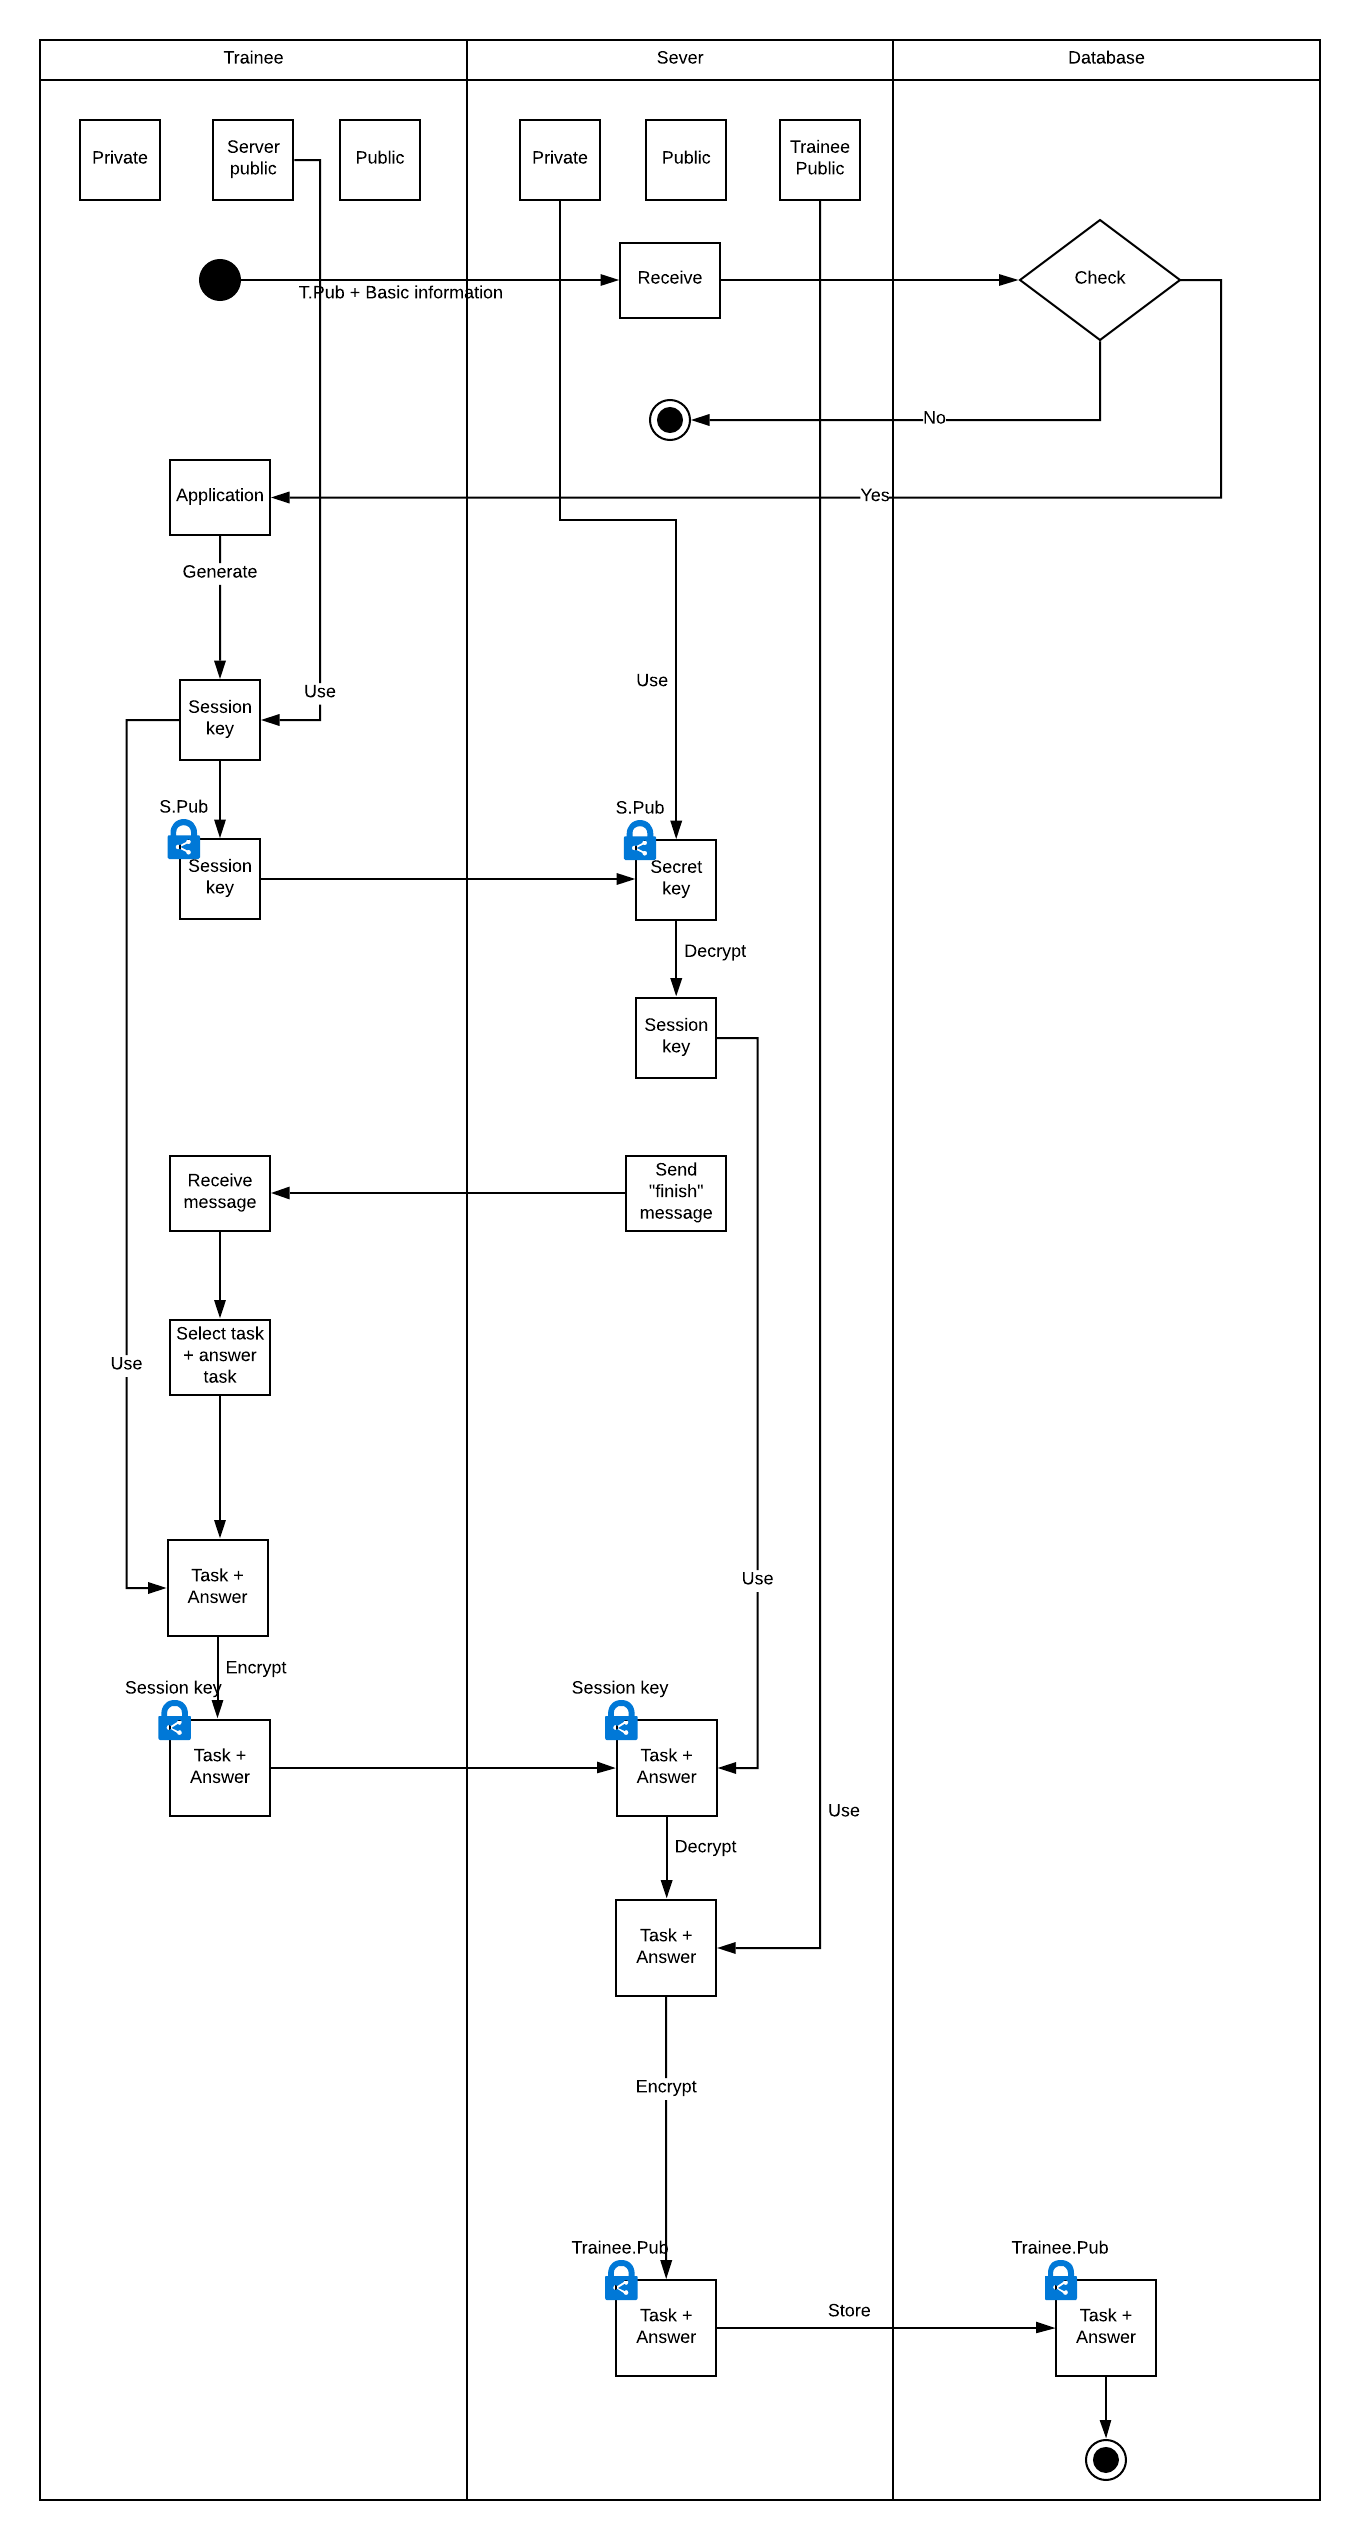 Trainee
Sever
Database
Private
Server
public
Public
Private
Public
Trainee
Public
Receive
Check
T.Pub + Basic information
No
Application
Yes
Generate
Use
Use
Session
key
S.Pub
S.Pub
Session
key
Secret
key
Decrypt
Session
key
Receive
message
Send
"finish"
message
Select task
+ answer
task
Use
Task +
Answer
Use
Encrypt
Session key
Session key
Task +
Answer
Task +
Answer
Use
Decrypt
Task +
Answer
Encrypt
Trainee.Pub
Trainee.Pub
Task +
Answer
Store
Task +
Answer